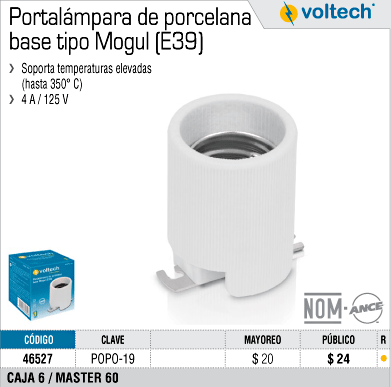 Portalámpara de porcelana
base tipo Mogul (E39)
voltech®
› Soporta temperaturas elevadas
(hasta 350° C)
› 4 A / 125 V
voltech
NOM-ANCE
CÓDIGO CLAVE MAYOREO PÚBLICO R
46527 POPO-19 $ 20 $ 24
CAJA 6 / MASTER 60